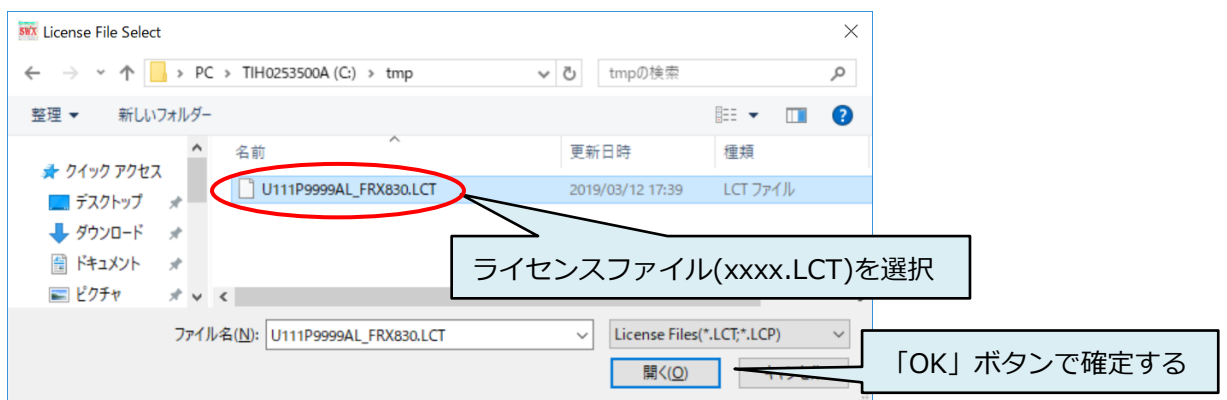 SWX License File Select
PC > TIH0253500A (C:) > tmp
tmpの検索
整理 新しいフォルダー
名前 更新日時 種類
クイック アクセス
U111P9999AL_FRX830.LCT 2019/03/12 17:39 LCT ファイル
デスクトップ
ダウンロード
ドキュメント
ピクチャ
ライセンスファイル(xxxx.LCT)を選択
ファイル名(N): U111P9999AL_FRX830.LCT License Files(*.LCT;*.LCP)
開く(O)
「OK」ボタンで確定する